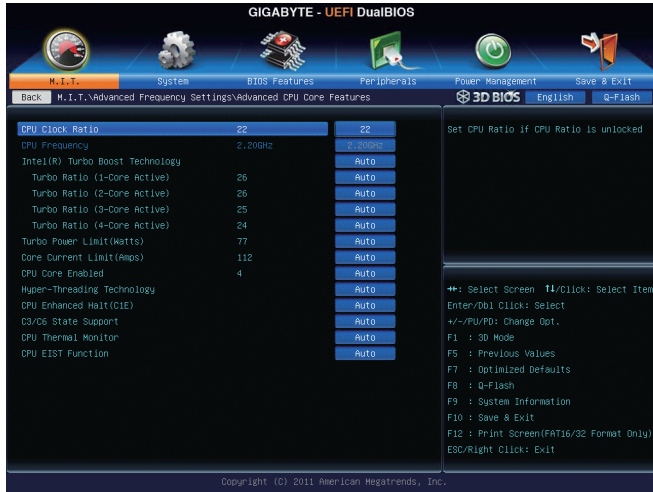 GIGABYTE - UEFI DualBIOS
M.I.T. System BIOS Features Peripherals Power Management Save & Exit
Back M.I.T.\Advanced Frequency Settings\Advanced CPU Core Features 3D BIOS English Q-Flash
CPU Clock Ratio 22 22
CPU Frequency 2.20GHz 2.20GHz
Intel(R) Turbo Boost Technology Auto
Turbo Ratio (1-Core Active) 26 Auto
Turbo Ratio (2-Core Active) 26 Auto
Turbo Ratio (3-Core Active) 25 Auto
Turbo Ratio (4-Core Active) 24 Auto
Turbo Power Limit(Watts) 77 Auto
Core Current Limit(Amps) 112 Auto
CPU Core Enabled 4 Auto
Hyper-Threading Technology Auto
CPU Enhanced Halt(C1E) Auto
C3/C6 State Support Auto
CPU Thermal Monitor Auto
CPU EIST Function Auto
Set CPU Ratio if CPU Ratio is unlocked
→←: Select Screen ↑↓/Click: Select Item
Enter/Dbl Click: Select
+/-/PU/PD: Change Opt.
F1 : 3D Mode
F5 : Previous Values
F7 : Optimized Defaults
F8 : Q-Flash
F9 : System Information
F10 : Save & Exit
F12 : Print Screen(FAT16/32 Format Only)
ESC/Right Click: Exit
Copyright (C) 2011 American Megatrends, Inc.